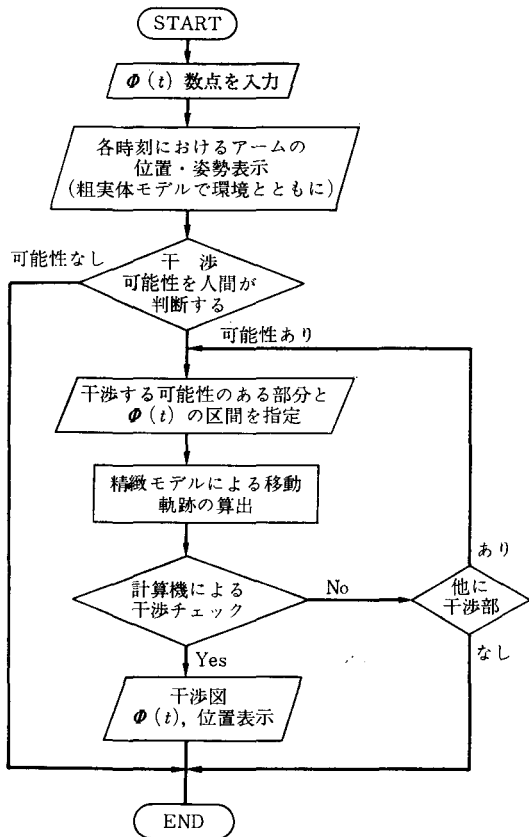 START
Φ(t) 数点を入力
各時刻におけるアームの
位置・姿勢表示
(粗実体モデルで環境とともに)
可能性なし
干 渉
可能性を人間が
判断する
可能性あり
干渉する可能性のある部分と
Φ(t) の区間を指定
精緻モデルによる移動
軌跡の算出
あり
計算機による
干渉チェック
No
他に
干渉部
Yes
なし
干渉図
Φ(t), 位置表示
END